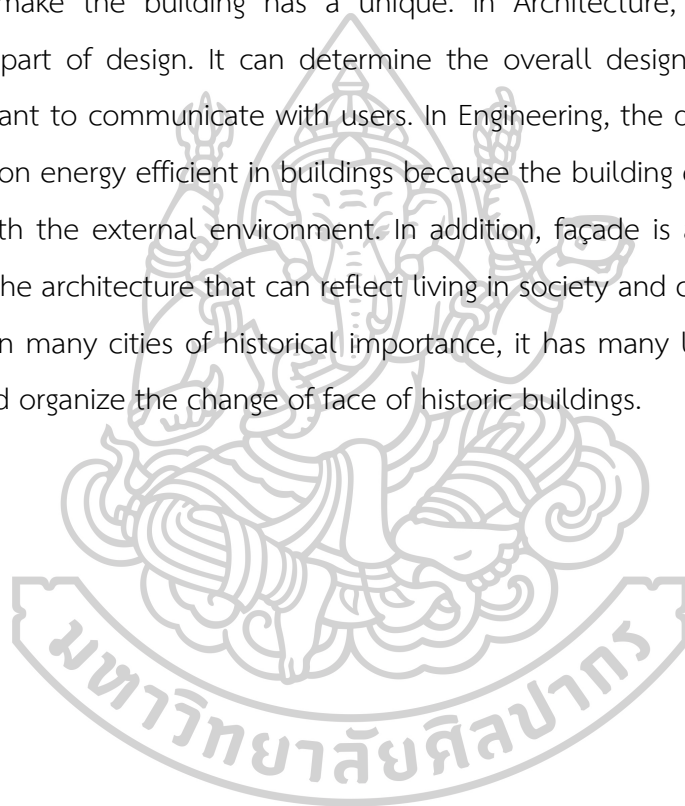 make the building has a unique. In Architecture,
part of design. It can determine the overall design
ant to communicate with users. In Engineering, the
on energy efficient in buildings because the building
th the external environment. In addition, façade is
he architecture that can reflect living in society and
n many cities of historical importance, it has many
d organize the change of face of historic buildings.
มหาวิทยาลัยศิลปากร